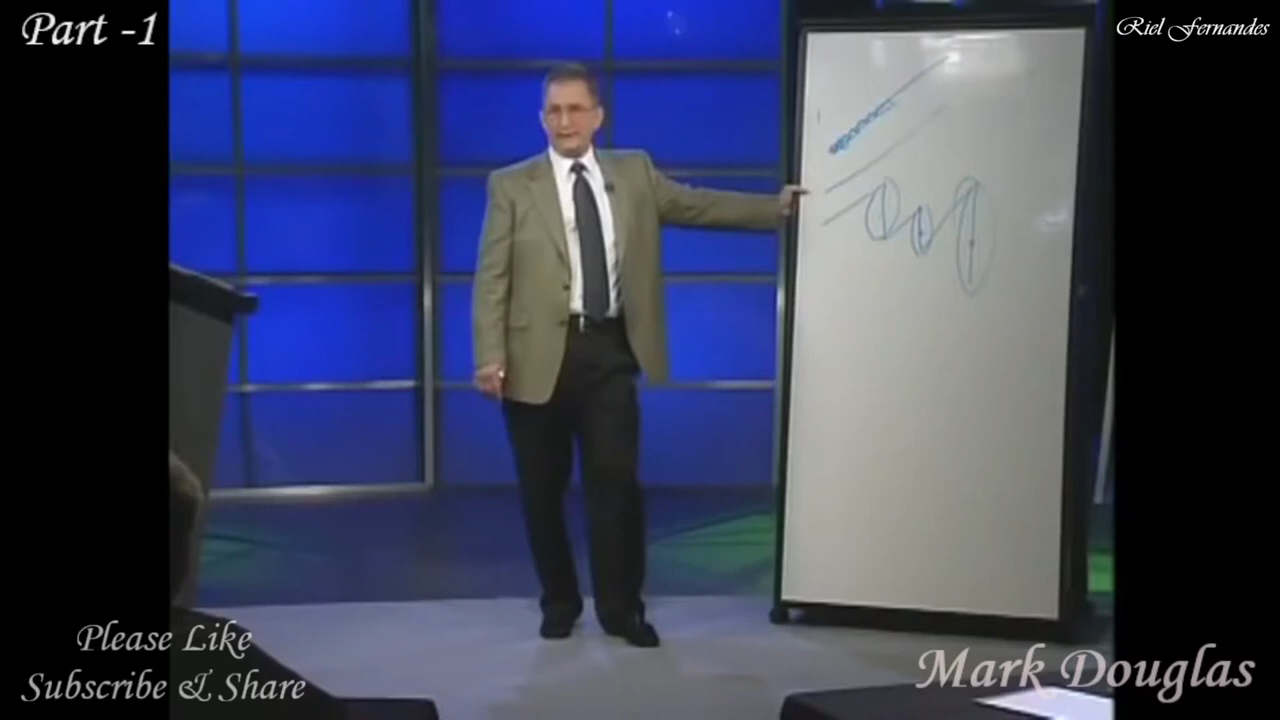 Part -1
Riel Fernandes
Please Like
Subscribe & Share
Mark Douglas